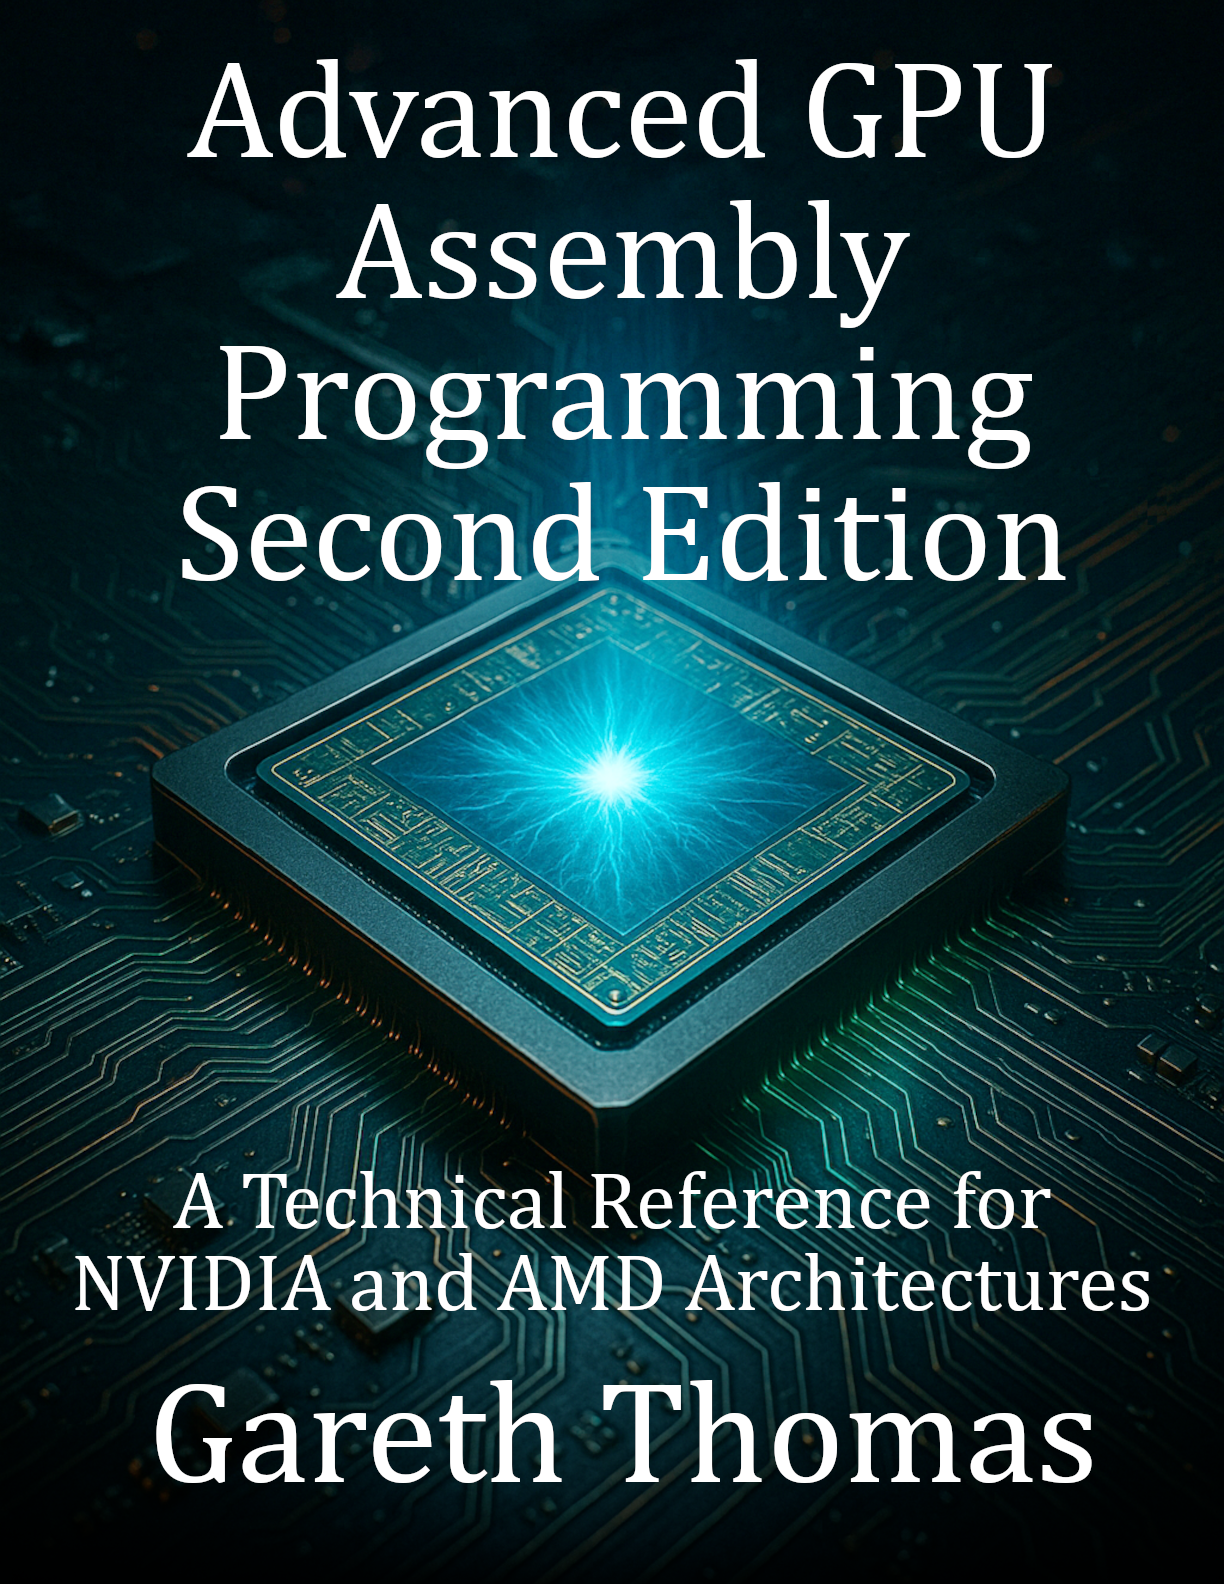 Advanced GPU
Assembly
Programming
Second Edition
A Technical Reference for
NVIDIA and AMD Architectures
Gareth Thomas